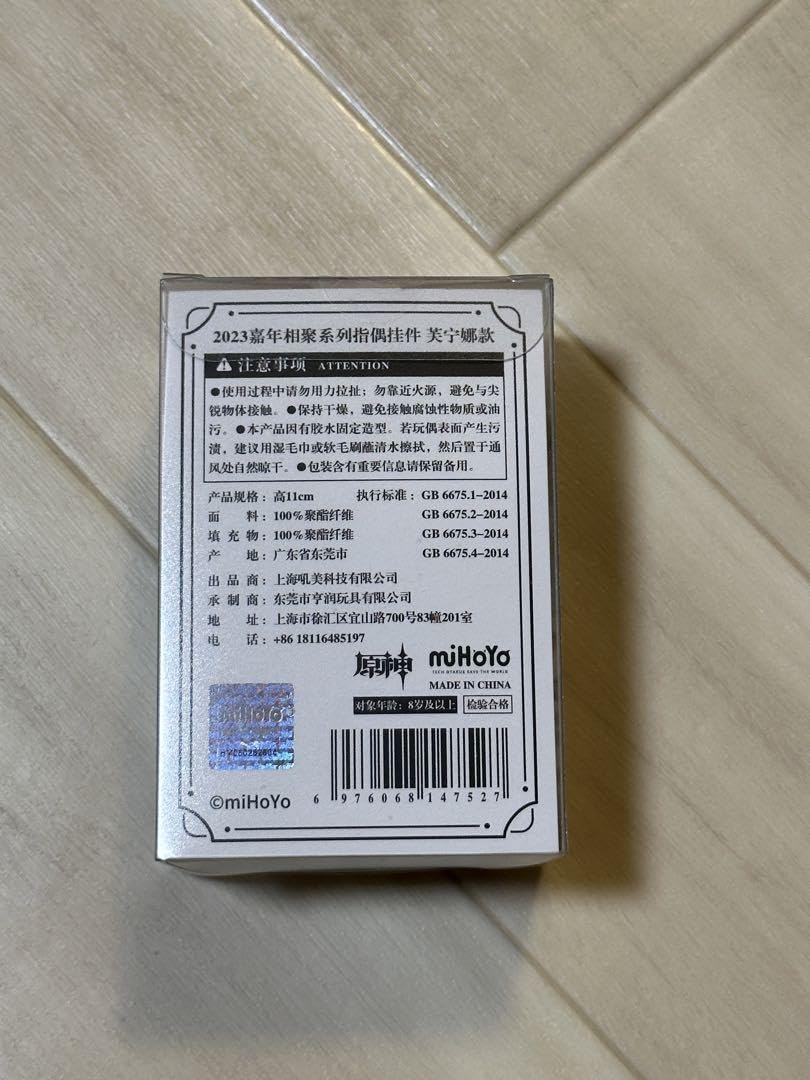 2023嘉年相聚系列指偶挂件 芙宁娜款
注意事项 ATTENTION
●使用过程中请勿用力拉扯；勿靠近火源，避免与尖
锐物体接触。●保持干燥，避免接触腐蚀性物质或油
污。●本产品因有胶水固定造型。若玩偶表面产生污
渍，建议用湿毛巾或软毛刷蘸清水擦拭，然后置于通
风处自然晾干。●包装含有重要信息请保留备用。
产品规格：高11cm 执行标准：GB 6675.1-2014
面料：100%聚酯纤维 GB 6675.2-2014
填充物：100%聚酯纤维 GB 6675.3-2014
产地：广东省东莞市 GB 6675.4-2014
出品商：上海吼美科技有限公司
承制商：东莞市亨润玩具有限公司
地址：上海市徐汇区宜山路700号83幢201室
电话：+86 18116485197
原神 miHoYo
TECH OTAKUS SAVE THE WORLD
MADE IN CHINA
对象年龄：8岁及以上 检验合格
miHoYo
©miHoYo
6 976068 147527